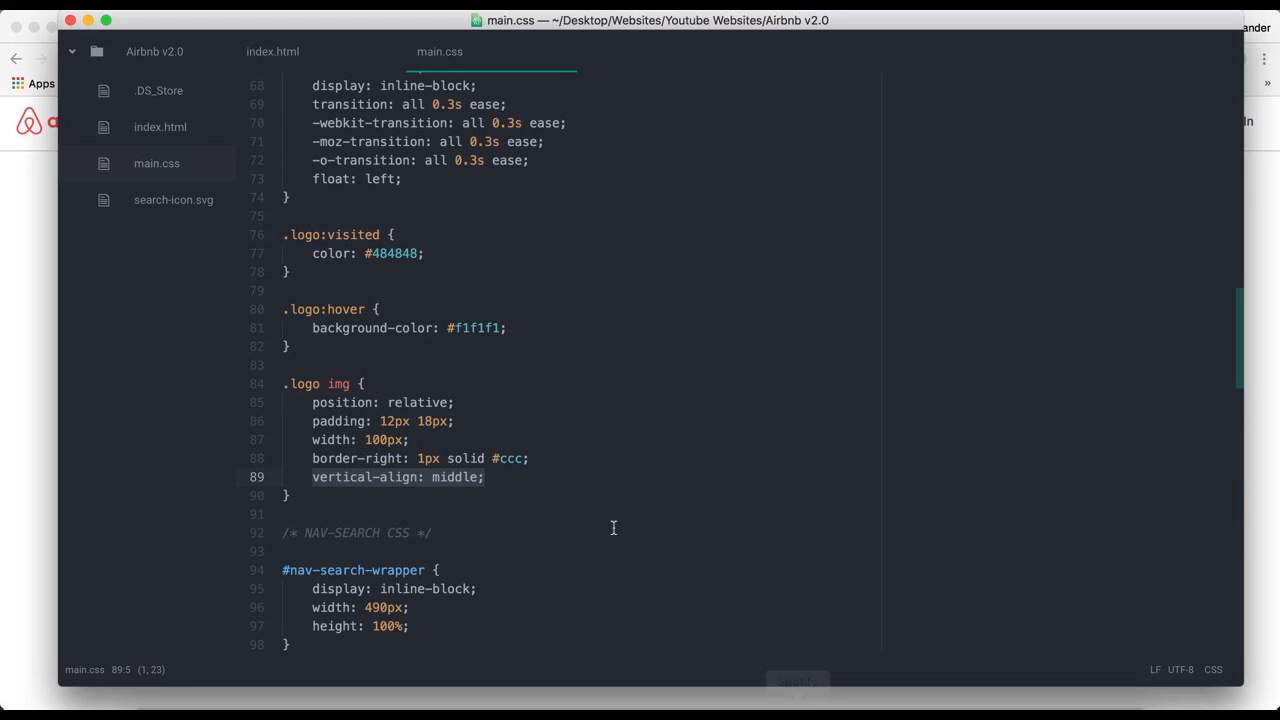 main.css — ~/Desktop/Websites/Youtube Websites/Airbnb v2.0
ander
Apps
»
a
In
Airbnb v2.0
.DS_Store
index.html
main.css
search-icon.svg
index.html
main.css
68 display: inline-block;
69 transition: all 0.3s ease;
70 -webkit-transition: all 0.3s ease;
71 -moz-transition: all 0.3s ease;
72 -o-transition: all 0.3s ease;
73 float: left;
74 }
75
76 .logo:visited {
77 color: #484848;
78 }
79
80 .logo:hover {
81 background-color: #f1f1f1;
82 }
83
84 .logo img {
85 position: relative;
86 padding: 12px 18px;
87 width: 100px;
88 border-right: 1px solid #ccc;
89 vertical-align: middle;
90 }
91
92 /* NAV-SEARCH CSS */
93
94 #nav-search-wrapper {
95 display: inline-block;
96 width: 490px;
97 height: 100%;
98 }
main.css 89:5 (1, 23)
LF UTF-8 CSS
Spotify